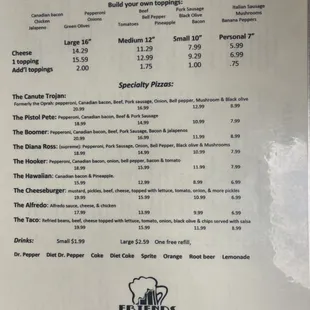 Build your own toppings:
Canadian bacon Pepperoni Beef Pork Sausage Italian Sausage
Chicken Onions Bell Pepper Black Olive Mushrooms
Jalapenos Green Olives Tomatoes Pineapple Bacon Banana Peppers
Large 16" Medium 12" Small 10" Personal 7"
Cheese 14.29 11.29 7.99 5.99
1 topping 15.59 12.99 9.29 6.99
Add'l toppings 2.00 1.75 1.00 .75
Specialty Pizzas:
The Canute Trojan:
Formerly the Oprah: pepperoni, Canadian bacon, Beef, Pork sausage, Onion, Bell pepper, Mushroom & Black olive
20.99 16.99 12.99 8.99
The Pistol Pete: Pepperoni, Canadian bacon, Beef & Pork Sausage
18.99 14.99 10.99 7.99
The Boomer: Pepperoni, Canadian bacon, Beef, Pork Sausage, Bacon & jalapenos
20.99 11.99 8.99
The Diana Ross: (supreme): Pepperoni, Pork Sausage, Onion, Bell Pepper, Black olive & Mushrooms
18.99 14.99 10.99 7.99
The Hooker: Pepperoni, Canadian bacon, onion, bell pepper, bacon & tomato
18.99 15.99 11.99 7.99
The Hawaiian: Canadian bacon & Pineapple.
15.99 12.99 8.99 6.99
The Cheeseburger: mustard, pickles, beef, cheese, topped with lettuce, tomato, onion, & more pickles
19.99 15.99 10.99 6.99
The Alfredo: Alfredo sauce, cheese, & chicken
17.99 13.99 9.99 6.99
The Taco: Refried beans, beef, cheese topped with lettuce, tomato, onion, black olive & chips served with salsa
19.99 15.99 11.99 8.99
Drinks: Small $1.99 Large $2.59 One free refill,
Dr. Pepper Diet Dr. Pepper Coke Diet Coke Sprite Orange Root beer Lemonade
FRIENDS